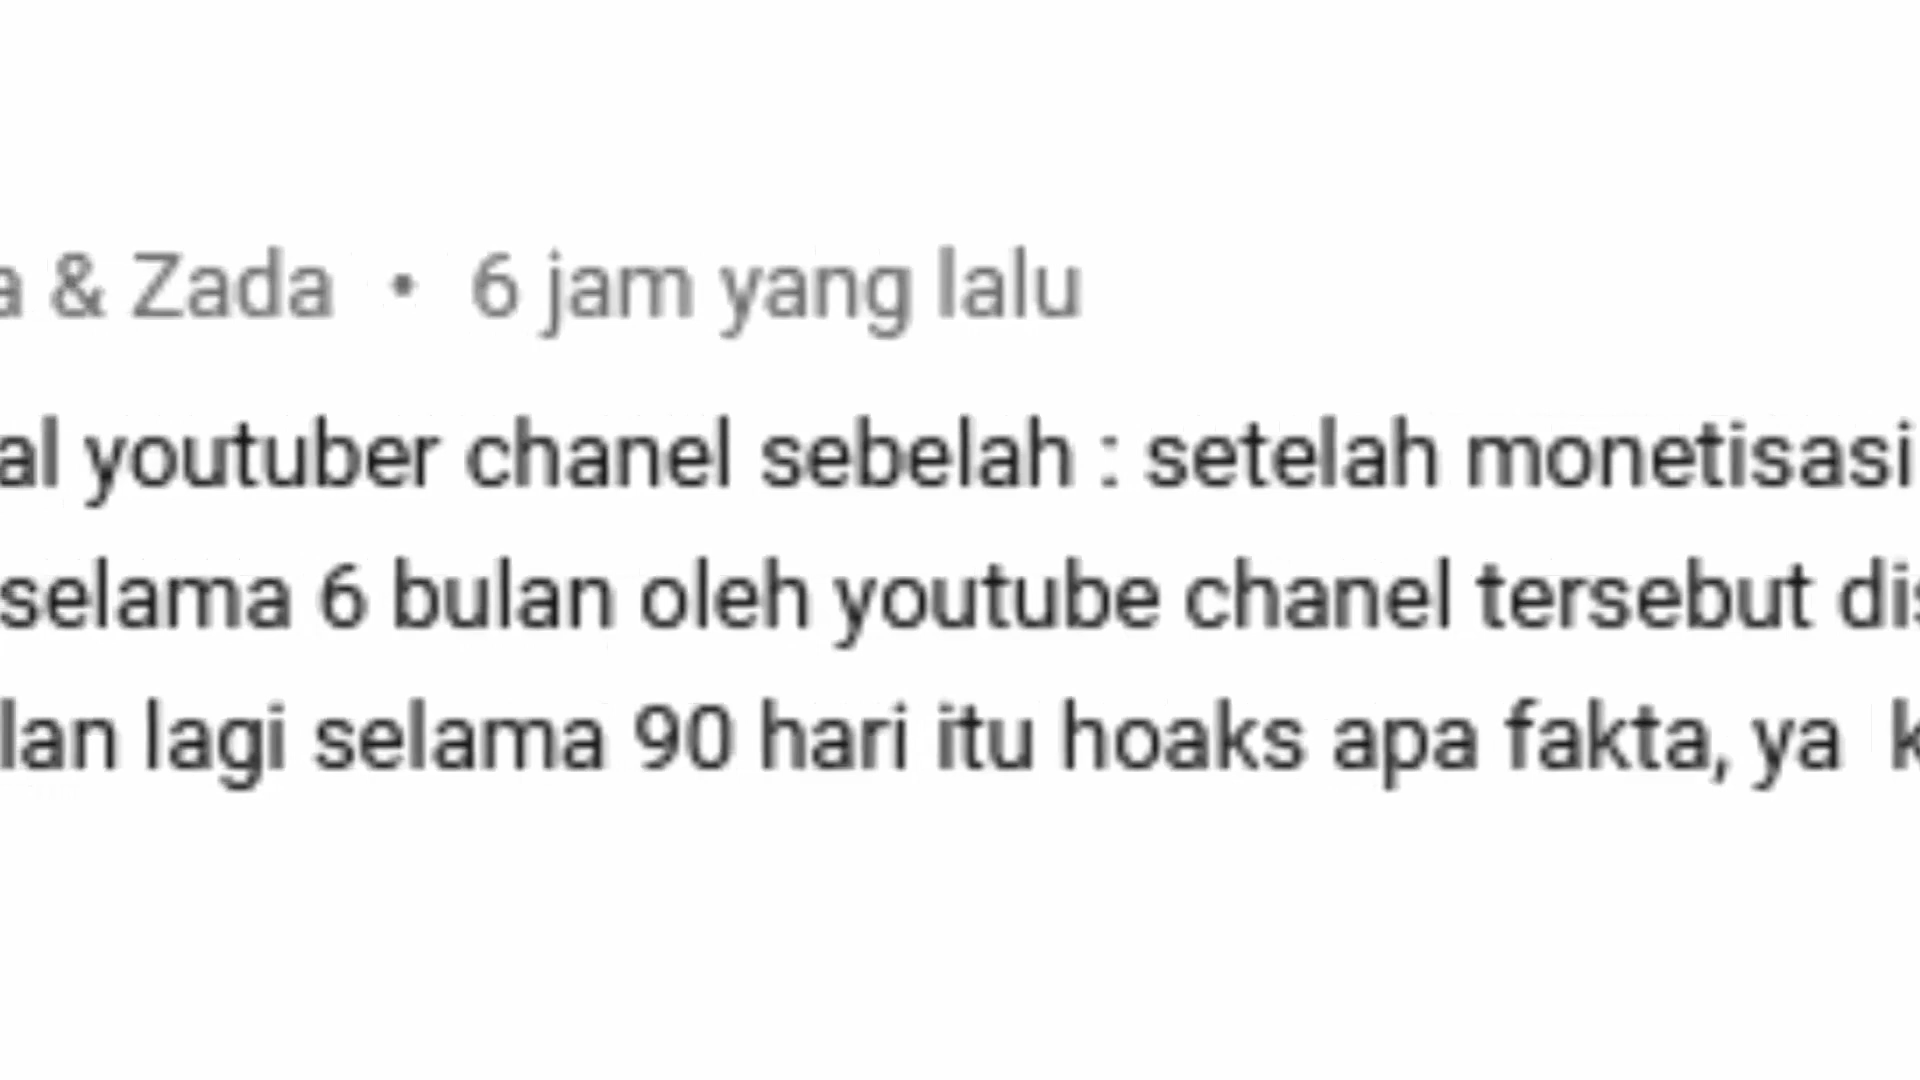 a & Zada • 6 jam yang lalu
al youtuber chanel sebelah : setelah monetisasi
selama 6 bulan oleh youtube chanel tersebut dis
lan lagi selama 90 hari itu hoaks apa fakta, ya k